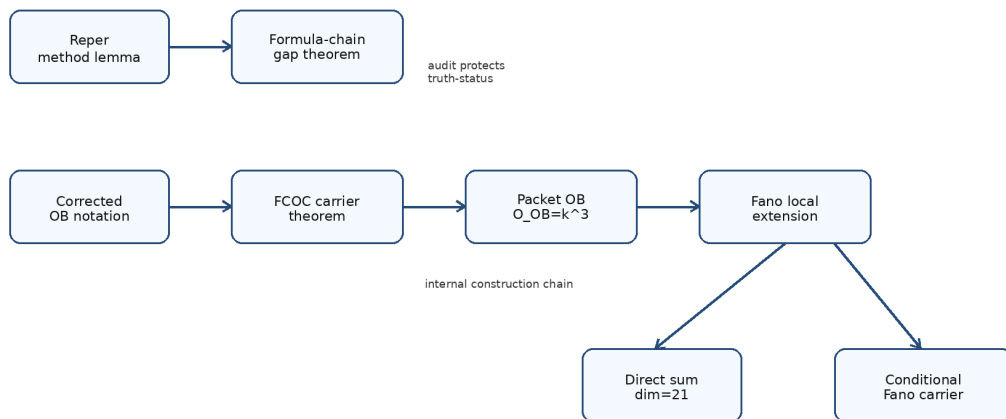 Reper
method lemma
Formula-chain
gap theorem
audit protects
truth-status
Corrected
OB notation
FCOC carrier
theorem
Packet OB
O_OB=k^3
Fano local
extension
internal construction chain
Direct sum
dim=21
Conditional
Fano carrier